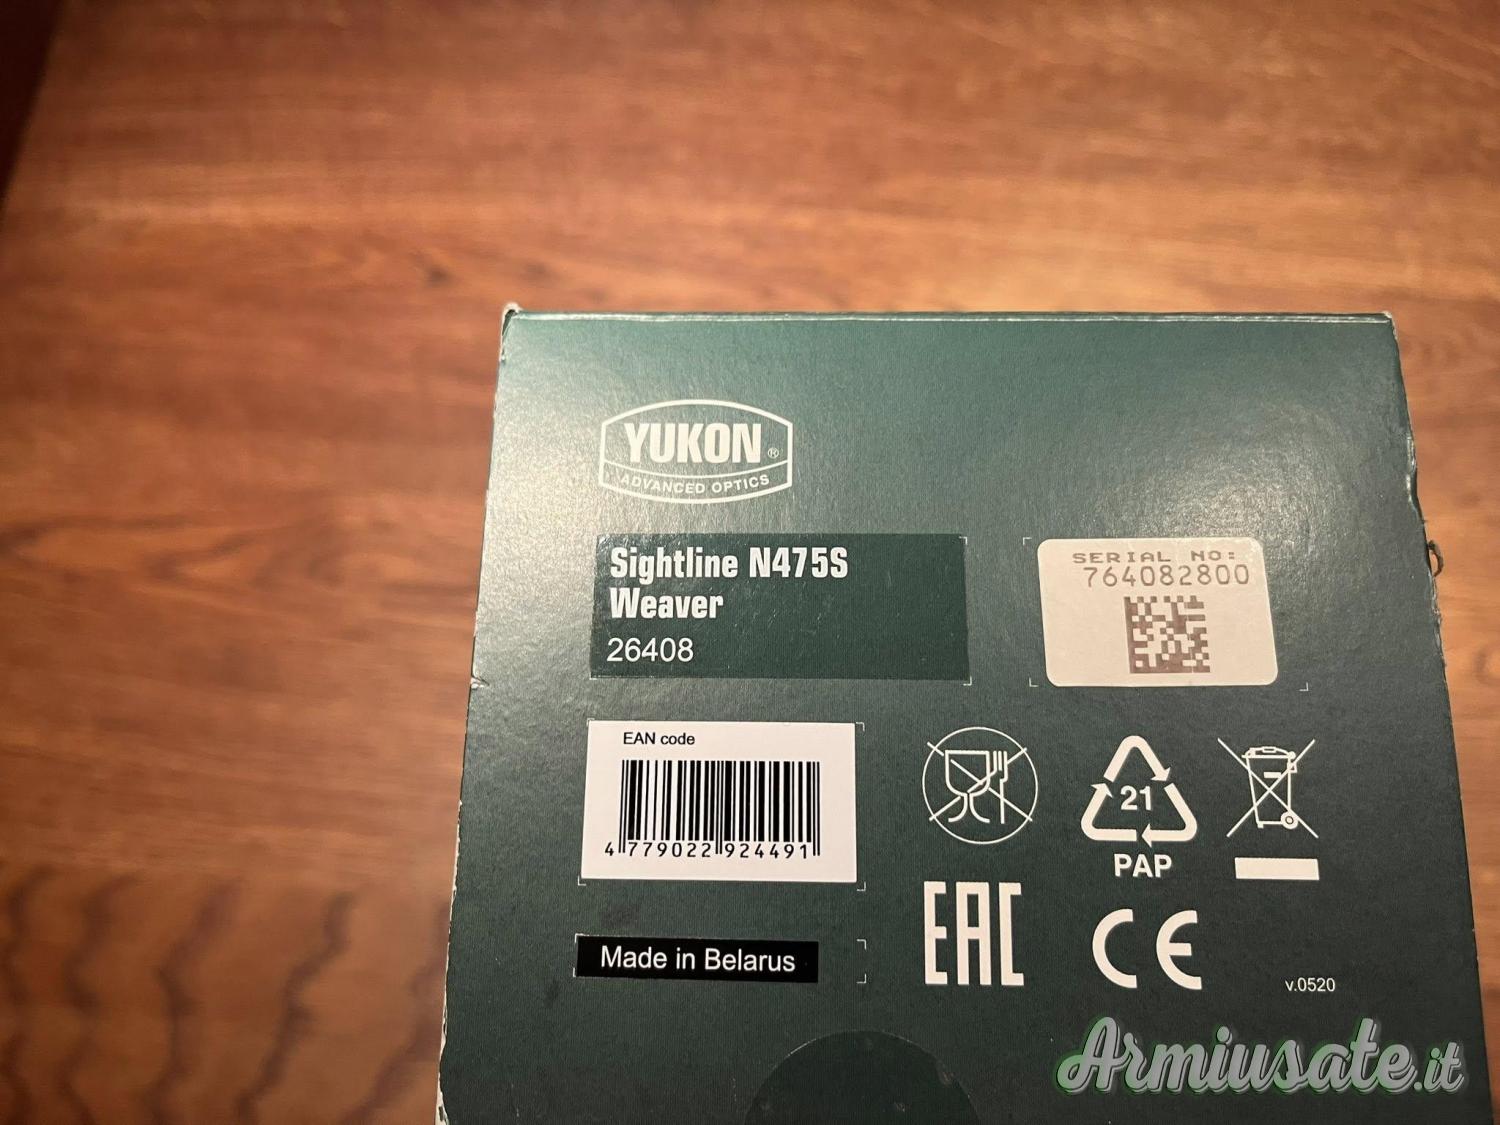 YUKON®
ADVANCED OPTICS
Sightline N475S
Weaver
26408
SERIAL NO:
764082800
EAN code
4 779022 924491
21
PAP
Made in Belarus
EAC
CE
v.0520
Armiusate.it